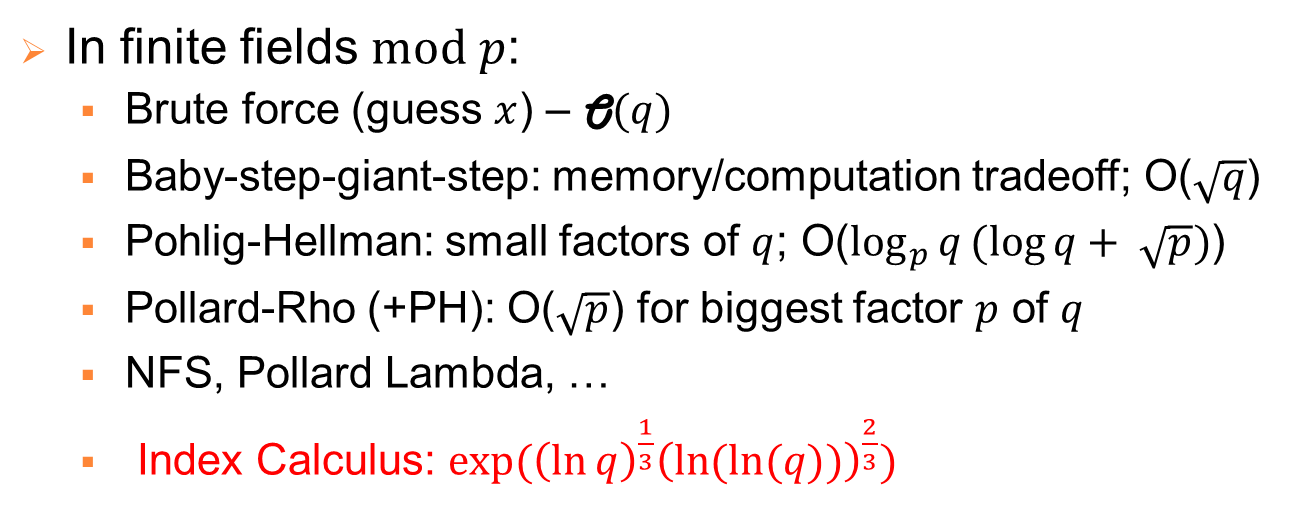 ➢ In finite fields mod p:
▪ Brute force (guess x) – 𝓞(q)
▪ Baby-step-giant-step: memory/computation tradeoff; O(√q)
▪ Pohlig-Hellman: small factors of q; O(logₚ q (log q + √p))
▪ Pollard-Rho (+PH): O(√p) for biggest factor p of q
▪ NFS, Pollard Lambda, …
▪ Index Calculus: exp((ln q)^(1/3)(ln(ln(q)))^(2/3))